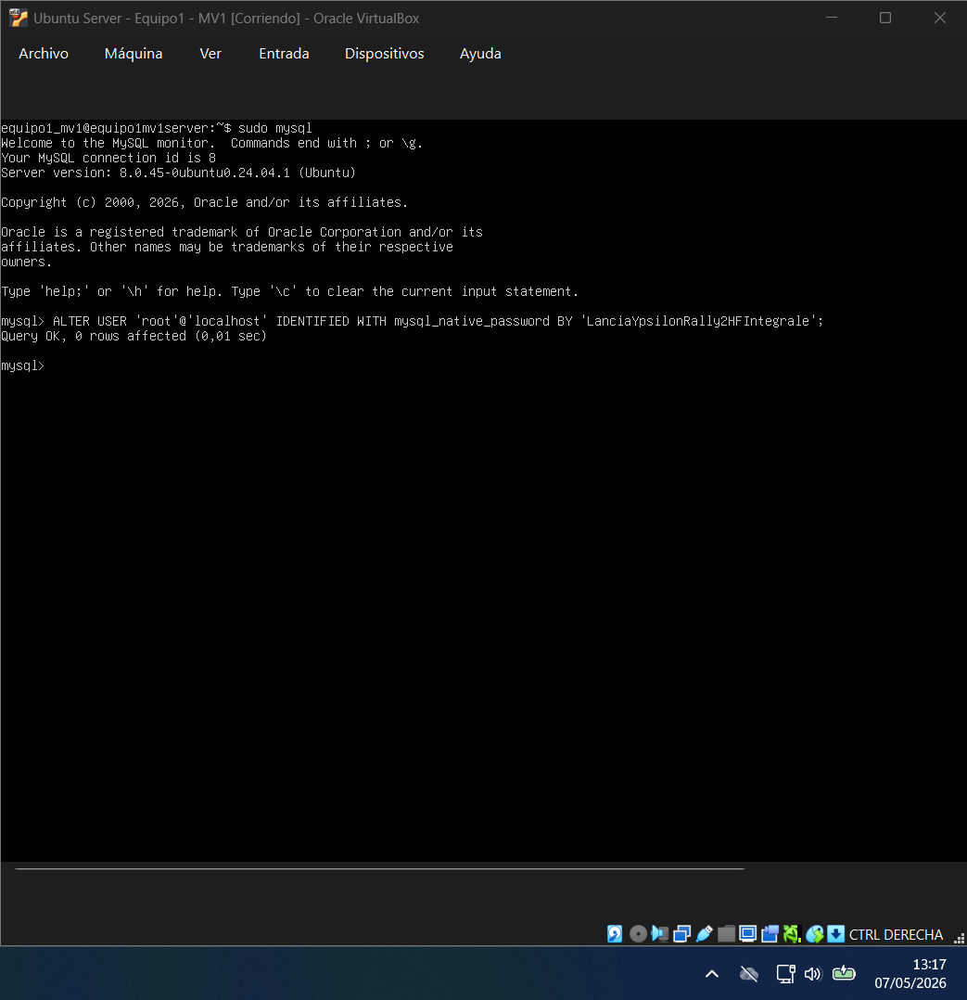 Ubuntu Server - Equipo1 - MV1 [Corriendo] - Oracle VirtualBox
Archivo Máquina Ver Entrada Dispositivos Ayuda
equipo1_mv1@equipo1mv1server:~$ sudo mysql
Welcome to the MySQL monitor.  Commands end with ; or \g.
Your MySQL connection id is 8
Server version: 8.0.45-0ubuntu0.24.04.1 (Ubuntu)
Copyright (c) 2000, 2026, Oracle and/or its affiliates.
Oracle is a registered trademark of Oracle Corporation and/or its
affiliates. Other names may be trademarks of their respective
owners.
Type 'help;' or '\h' for help. Type '\c' to clear the current input statement.
mysql> ALTER USER 'root'@'localhost' IDENTIFIED WITH mysql_native_password BY 'LanciaYpsilonRally2HFIntegrale';
Query OK, 0 rows affected (0,01 sec)
mysql>
CTRL DERECHA
13:17
07/05/2026